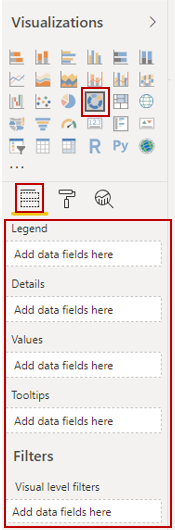 Visualizations
123
R
Py
...
Legend
Add data fields here
Details
Add data fields here
Values
Add data fields here
Tooltips
Add data fields here
Filters
Visual level filters
Add data fields here